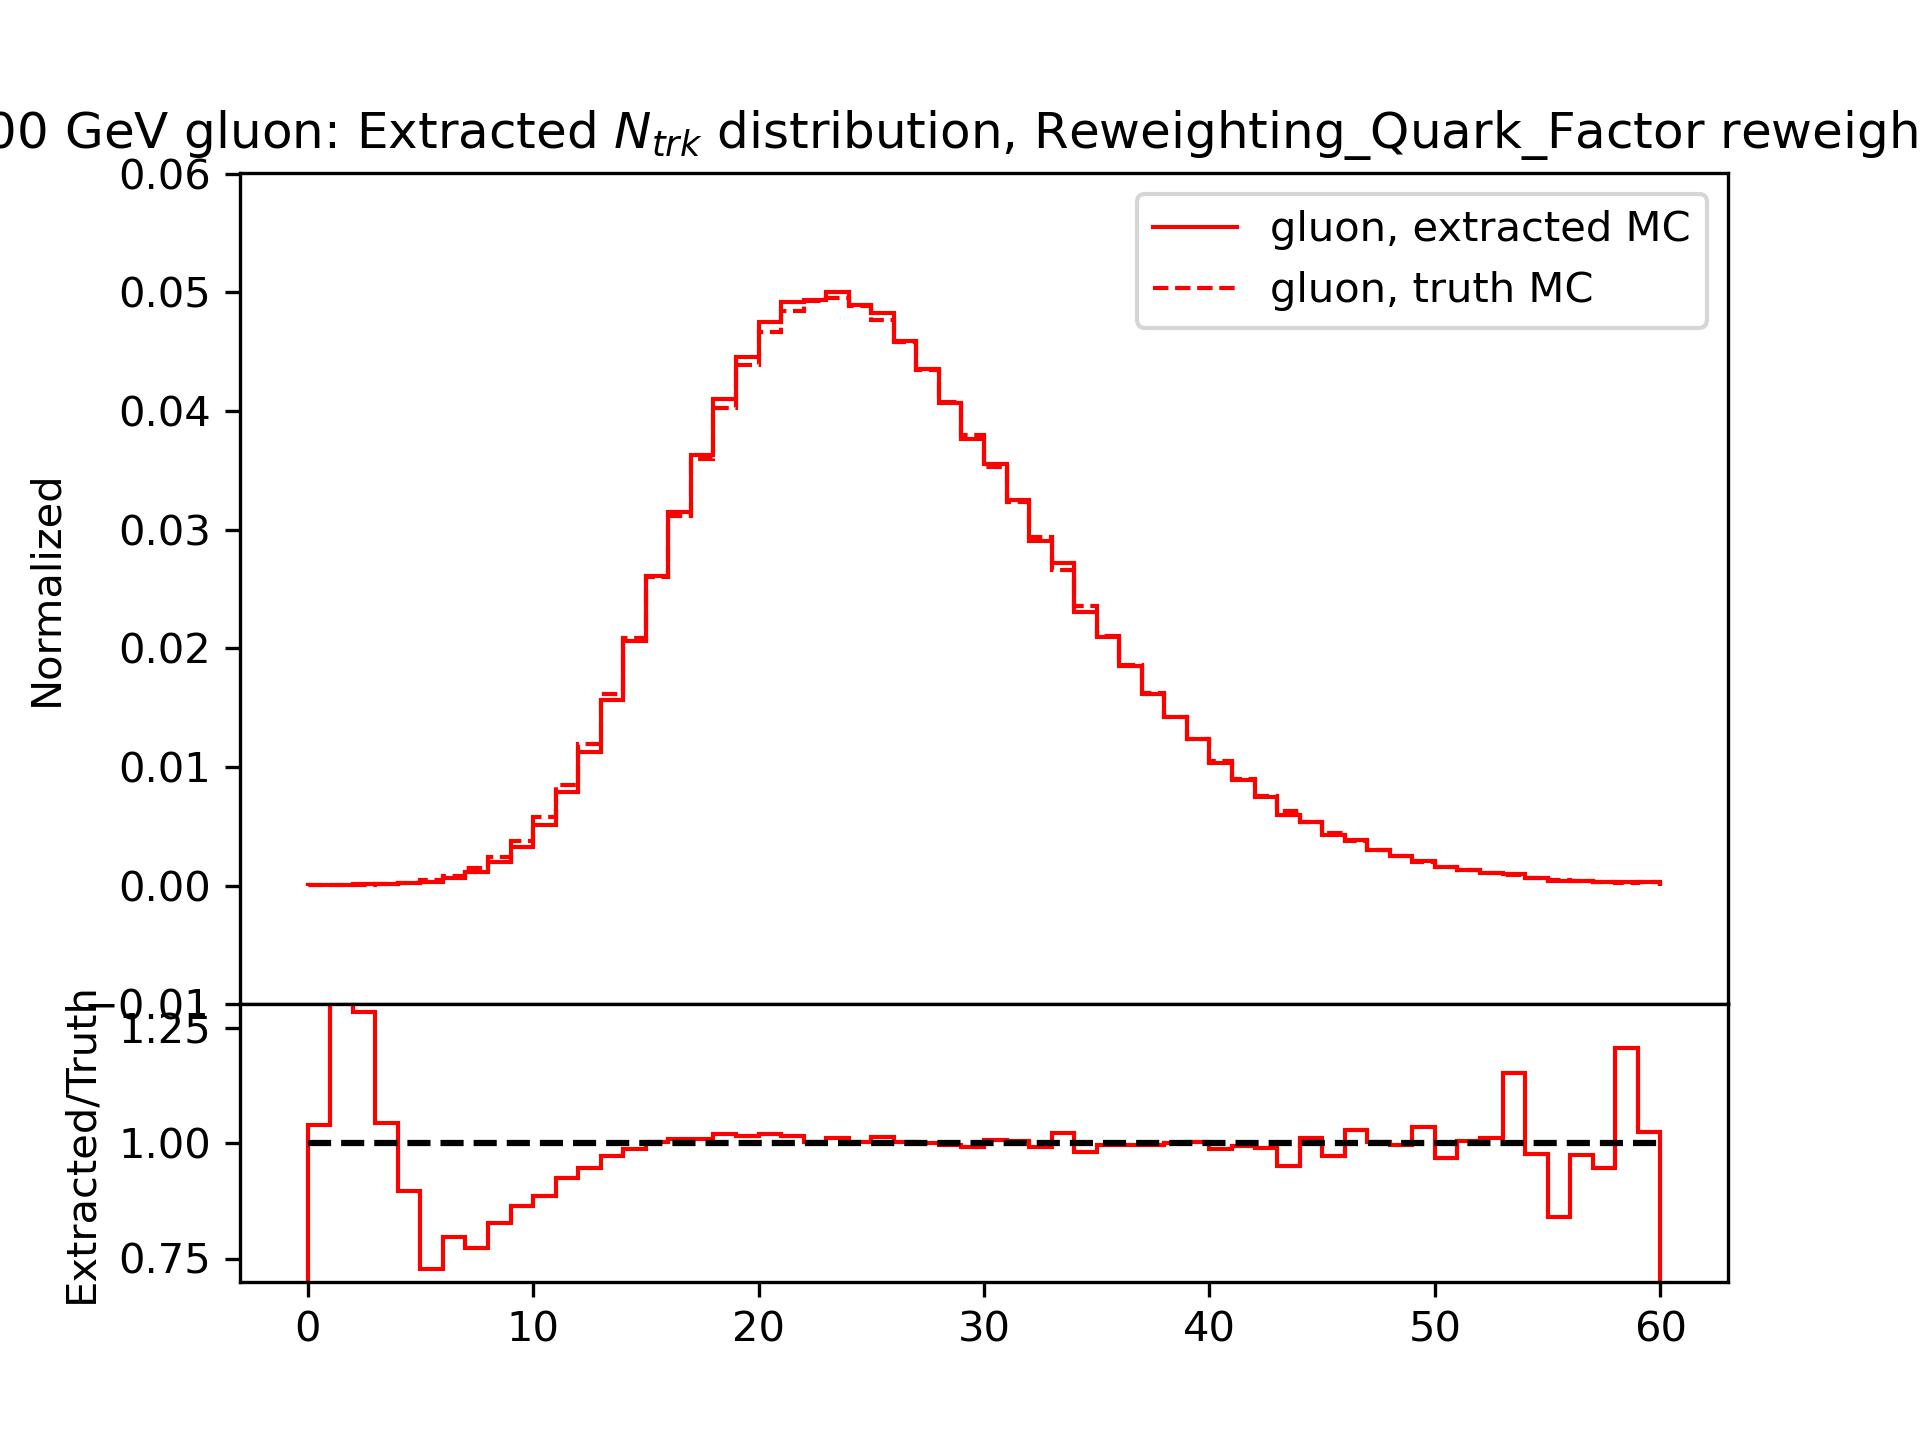 00 GeV gluon: Extracted N_trk distribution, Reweighting_Quark_Factor reweigh
0.06
gluon, extracted MC
gluon, truth MC
0.05
0.04
0.03
0.02
0.01
0.00
−0.01
Normalized
1.25
1.00
0.75
Extracted/Truth
0 10 20 30 40 50 60